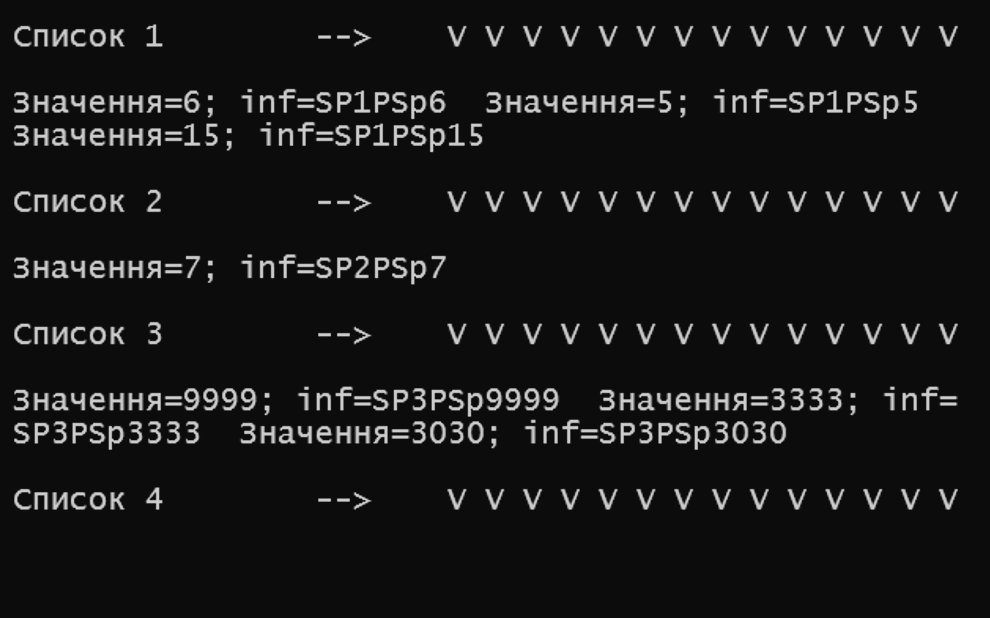 Список 1 --> V V V V V V V V V V V V V V
Значення=6; inf=SP1PSp6 Значення=5; inf=SP1PSp5
Значення=15; inf=SP1PSp15
Список 2 --> V V V V V V V V V V V V V V
Значення=7; inf=SP2PSp7
Список 3 --> V V V V V V V V V V V V V V
Значення=9999; inf=SP3PSp9999 Значення=3333; inf=
SP3PSp3333 Значення=3030; inf=SP3PSp3030
Список 4 --> V V V V V V V V V V V V V V